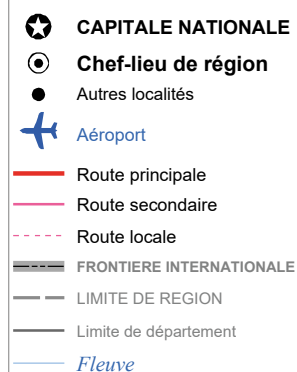 CAPITALE NATIONALE
Chef-lieu de région
Autres localités
Aéroport
Route principale
Route secondaire
Route locale
FRONTIERE INTERNATIONALE
LIMITE DE REGION
Limite de département
Fleuve